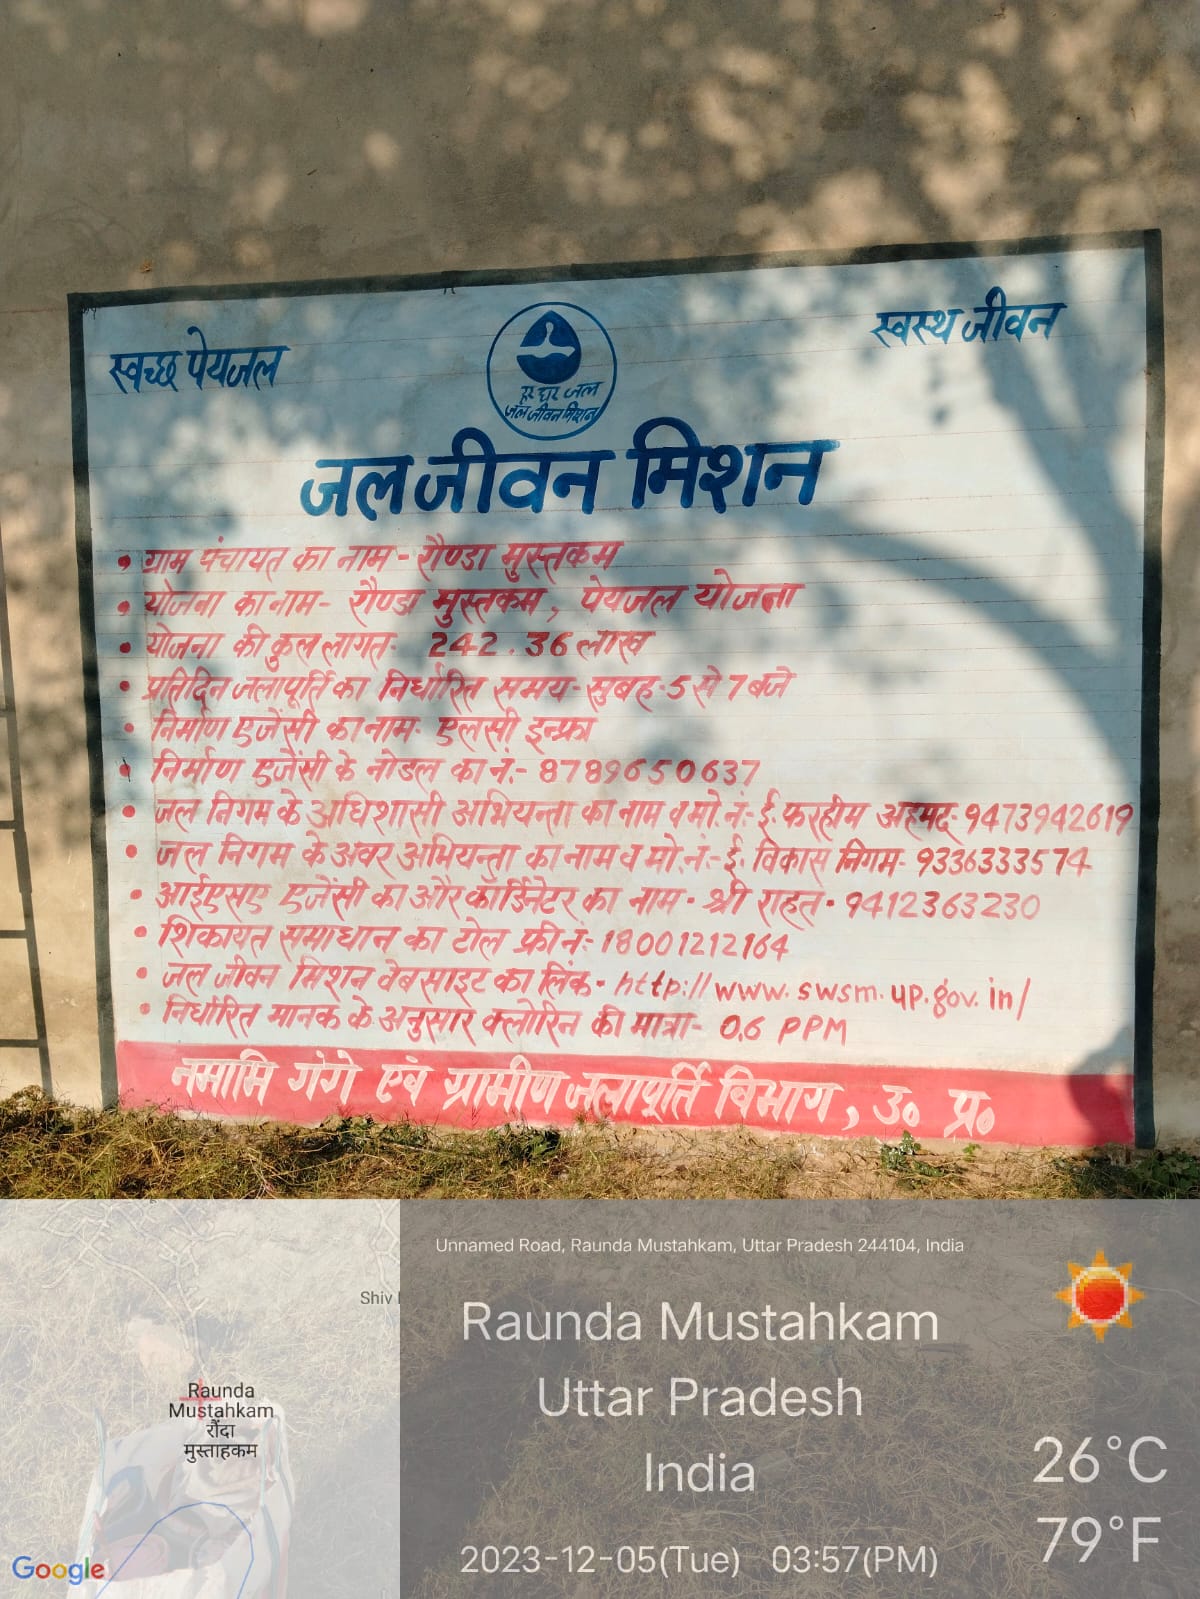 स्वच्छ पेयजल
स्वस्थ जीवन
हर घर जल
जल जीवन मिशन
जल जीवन मिशन
• ग्राम पंचायत का नाम - रौण्डा मुस्तकम
• योजना का नाम - रौण्डा मुस्तकम, पेयजल योजना
• योजना की कुल लागत- 242.36 लाख
• प्रतिदिन जलापूर्ति का निर्धारित समय - सुबह-5 से 7 बजे
• निर्माण एजेंसी का नाम- एलसी इन्फ्रा
• निर्माण एजेंसी के नोडल का नं.- 8789650637
• जल निगम के अधिशासी अभियन्ता का नाम व मो.नं.- ई. फरहीम अहमद- 9473942619
• जल निगम के अवर अभियन्ता का नाम व मो.नं.- ई. विकास निगम- 9336333574
• आईएसए एजेंसी का और कॉर्डिनेटर का नाम - श्री राहत - 9412363230
• शिकायत समाधान का टोल फ्री नं.- 18001212164
• जल जीवन मिशन वेबसाइट का लिंक - http://www.swsm.up.gov.in/
• निर्धारित मानक के अनुसार क्लोरिन की मात्रा- 0.6 PPM
नमामि गंगे एवं ग्रामीण जलापूर्ति विभाग, उ० प्र०
Unnamed Road, Raunda Mustahkam, Uttar Pradesh 244104, India
Raunda Mustahkam
Uttar Pradesh
India
2023-12-05(Tue) 03:57(PM)
26°C
79°F
Shiv
Raunda
Mustahkam
रौंदा
मुस्ताहकम
Google